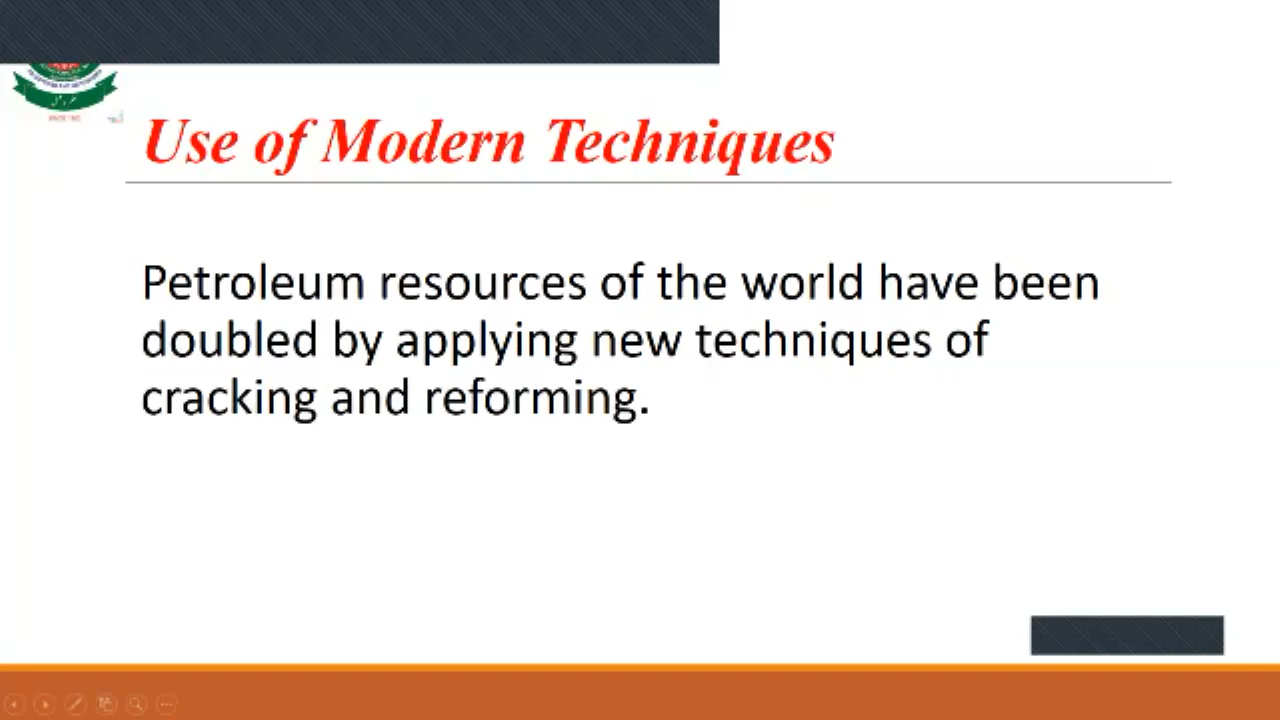 Use of Modern Techniques
Petroleum resources of the world have been
doubled by applying new techniques of
cracking and reforming.